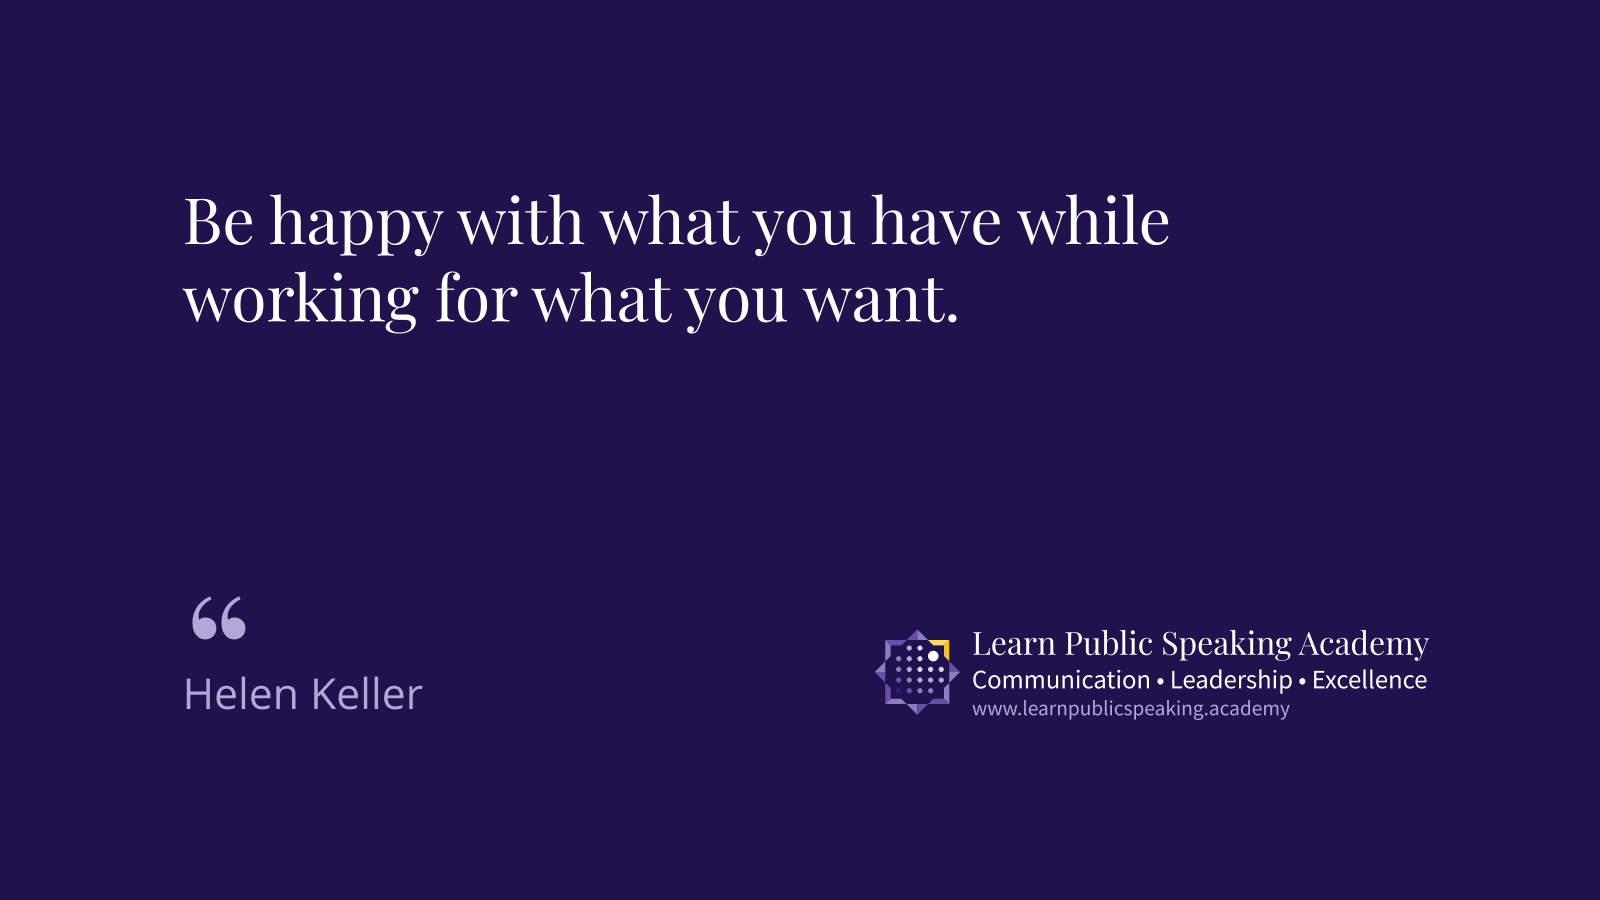 Be happy with what you have while
working for what you want.
“
Helen Keller
Learn Public Speaking Academy
Communication • Leadership • Excellence
www.learnpublicspeaking.academy